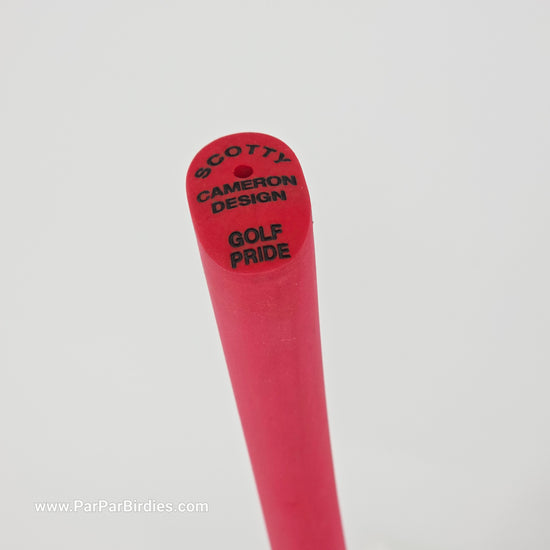 SCOTTY
CAMERON
DESIGN
GOLF
PRIDE
www.ParParBirdies.com